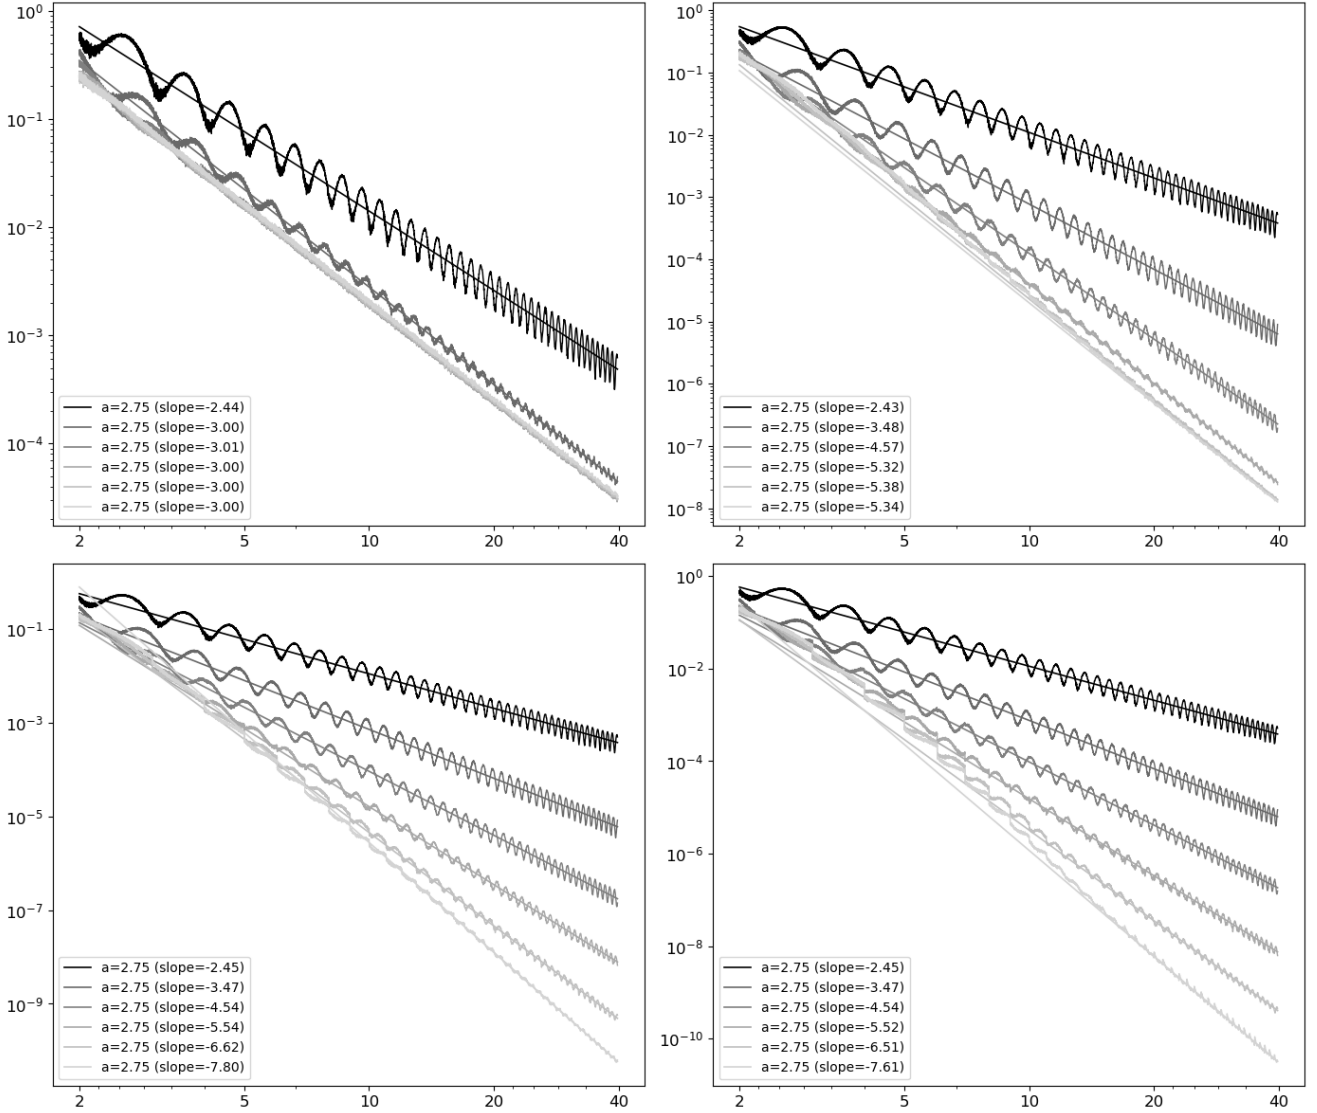 10^0
10^-1
10^-2
10^-3
10^-4
a=2.75 (slope=-2.44)
a=2.75 (slope=-3.00)
a=2.75 (slope=-3.01)
a=2.75 (slope=-3.00)
a=2.75 (slope=-3.00)
a=2.75 (slope=-3.00)
2 5 10 20 40
10^0
10^-1
10^-2
10^-3
10^-4
10^-5
10^-6
10^-7
10^-8
a=2.75 (slope=-2.43)
a=2.75 (slope=-3.48)
a=2.75 (slope=-4.57)
a=2.75 (slope=-5.32)
a=2.75 (slope=-5.38)
a=2.75 (slope=-5.34)
2 5 10 20 40
10^-1
10^-3
10^-5
10^-7
10^-9
a=2.75 (slope=-2.45)
a=2.75 (slope=-3.47)
a=2.75 (slope=-4.54)
a=2.75 (slope=-5.54)
a=2.75 (slope=-6.62)
a=2.75 (slope=-7.80)
2 5 10 20 40
10^0
10^-2
10^-4
10^-6
10^-8
10^-10
a=2.75 (slope=-2.45)
a=2.75 (slope=-3.47)
a=2.75 (slope=-4.54)
a=2.75 (slope=-5.52)
a=2.75 (slope=-6.51)
a=2.75 (slope=-7.61)
2 5 10 20 40